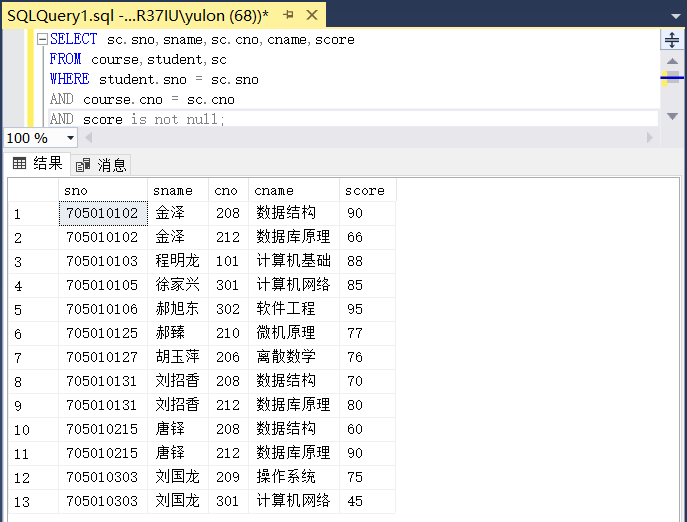 SQLQuery1.sql -...R37IU\yulon (68))*
SELECT sc.sno,sname,sc.cno,cname,score
FROM course,student,sc
WHERE student.sno = sc.sno
AND course.cno = sc.cno
AND score is not null;
100 %
结果 消息
sno sname cno cname score
1 705010102 金泽 208 数据结构 90
2 705010102 金泽 212 数据库原理 66
3 705010103 程明龙 101 计算机基础 88
4 705010105 徐家兴 301 计算机网络 85
5 705010106 郝旭东 302 软件工程 95
6 705010125 郝臻 210 微机原理 77
7 705010127 胡玉萍 206 离散数学 76
8 705010131 刘招香 208 数据结构 70
9 705010131 刘招香 212 数据库原理 80
10 705010215 唐铎 208 数据结构 60
11 705010215 唐铎 212 数据库原理 90
12 705010303 刘国龙 209 操作系统 75
13 705010303 刘国龙 301 计算机网络 45